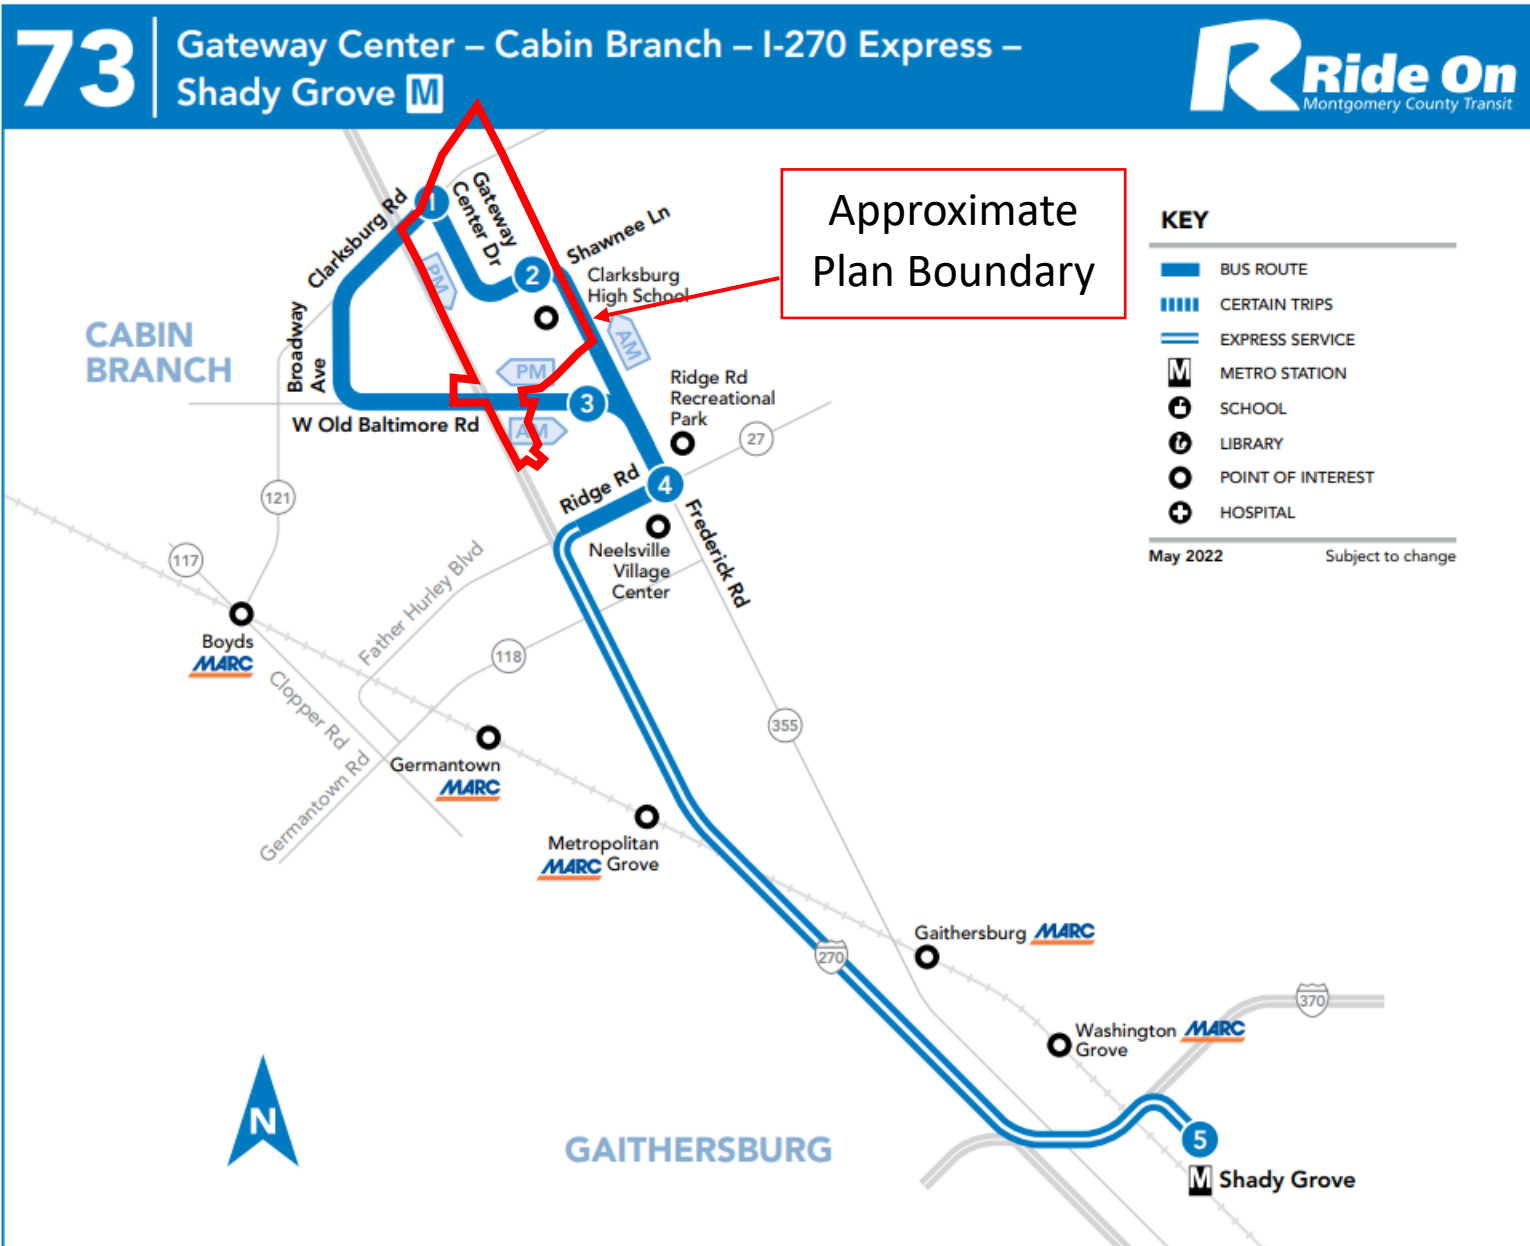 73
Gateway Center – Cabin Branch – I-270 Express –
Shady Grove M
Ride On
Montgomery County Transit
Approximate
Plan Boundary
KEY
BUS ROUTE
CERTAIN TRIPS
EXPRESS SERVICE
M METRO STATION
SCHOOL
LIBRARY
POINT OF INTEREST
HOSPITAL
May 2022 Subject to change
CABIN
BRANCH
Clarksburg Rd
1
Gateway
Center Dr
2
Shawnee Ln
Clarksburg
High School
PM
AM
PM
AM
Broadway
Ave
W Old Baltimore Rd
3
Ridge Rd
Recreational
Park
27
Ridge Rd
4
Frederick Rd
Neelsville
Village
Center
121
117
Boyds
MARC
Father Hurley Blvd
118
Clopper Rd
Germantown Rd
Germantown
MARC
355
Metropolitan
MARC Grove
270
Gaithersburg MARC
370
Washington MARC
Grove
N
GAITHERSBURG
5
M Shady Grove